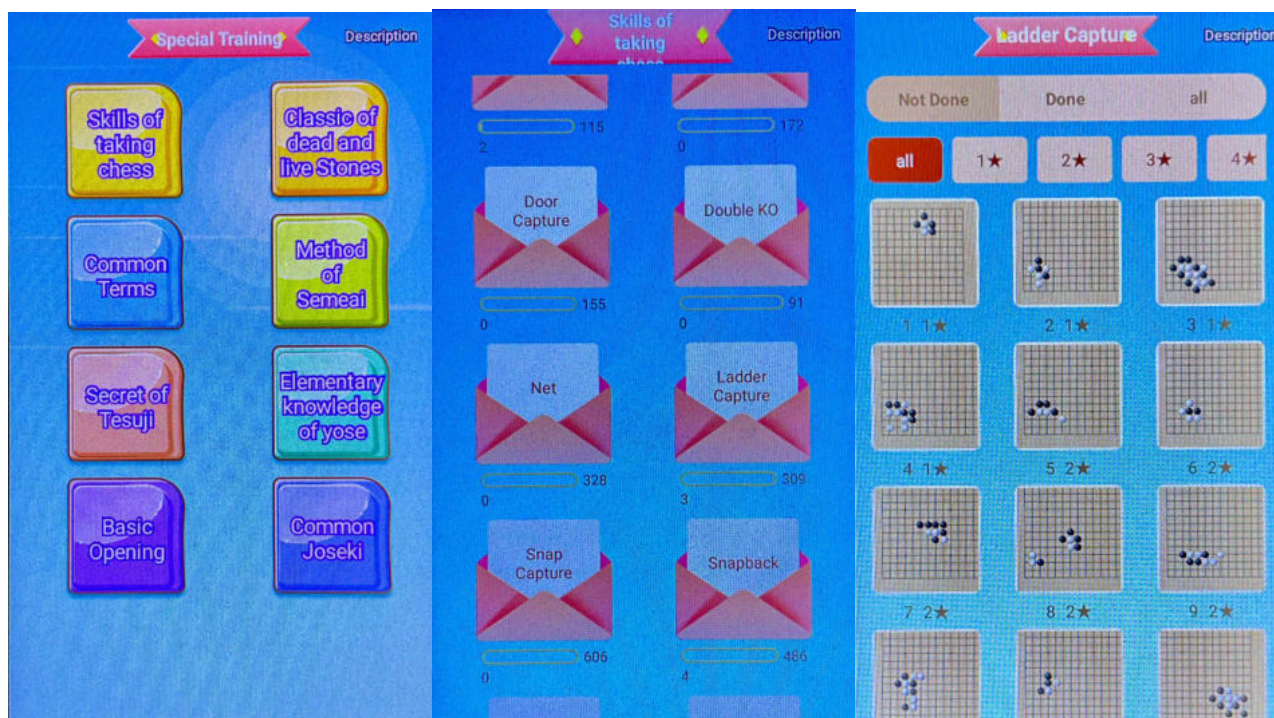 Special Training
Description
Skills of
taking
chess
Classic of
dead and
live Stones
Common
Terms
Method
of
Semeai
Secret of
Tesuji
Elementary
knowledge
of yose
Basic
Opening
Common
Joseki
Skills of
taking
chess
Description
115
172
2
0
Door
Capture
Double KO
155
91
0
0
Net
Ladder
Capture
328
309
0
3
Snap
Capture
Snapback
606
486
0
4
Ladder Capture
Description
Not Done
Done
all
all
1★
2★
3★
4★
1 1★
2 1★
3 1★
4 1★
5 2★
6 2★
7 2★
8 2★
9 2★